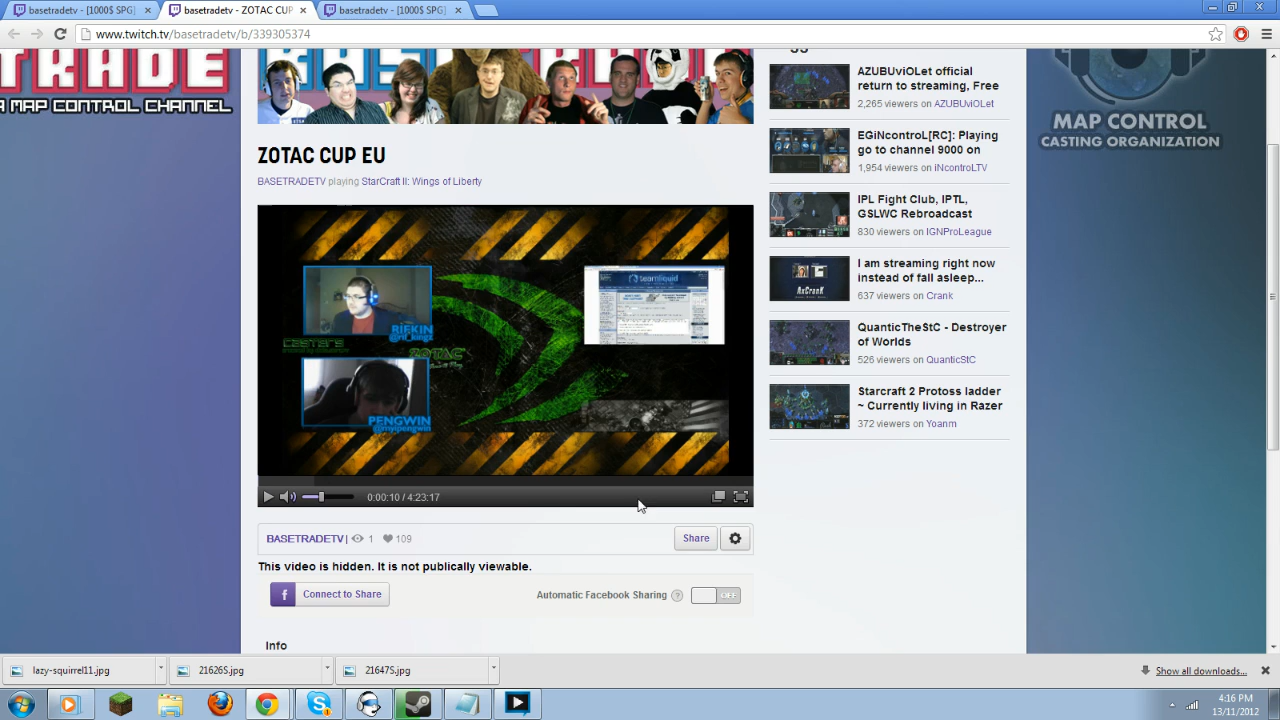 basetradetv - [1000$ SPG]
basetradetv - ZOTAC CUP
basetradetv - [1000$ SPG]
www.twitch.tv/basetradetv/b/339305374
TRADE
A MAP CONTROL CHANNEL
ZOTAC CUP EU
BASETRADETV playing StarCraft II: Wings of Liberty
teamliquid
RIFKIN
@rif_kingz
casters
ZOTAC
PENGWIN
@mylpengwin
0:00:10 / 4:23:17
BASETRADETV | 1 109
Share
This video is hidden. It is not publically viewable.
f Connect to Share
Automatic Facebook Sharing ? OFF
Info
AZUBUviOLet official
return to streaming, Free
2,265 viewers on AZUBUviOLet
EGiNcontroL[RC]: Playing
go to channel 9000 on
1,954 viewers on iNcontroLTV
IPL Fight Club, IPTL,
GSLWC Rebroadcast
830 viewers on IGNProLeague
I am streaming right now
instead of fall asleep...
637 viewers on Crank
QuanticTheStC - Destroyer
of Worlds
526 viewers on QuanticStC
Starcraft 2 Protoss ladder
~ Currently living in Razer
372 viewers on Yoanm
MAP CONTROL
CASTING ORGANIZATION
lazy-squirrel11.jpg
21626S.jpg
21647S.jpg
Show all downloads...
4:16 PM
13/11/2012